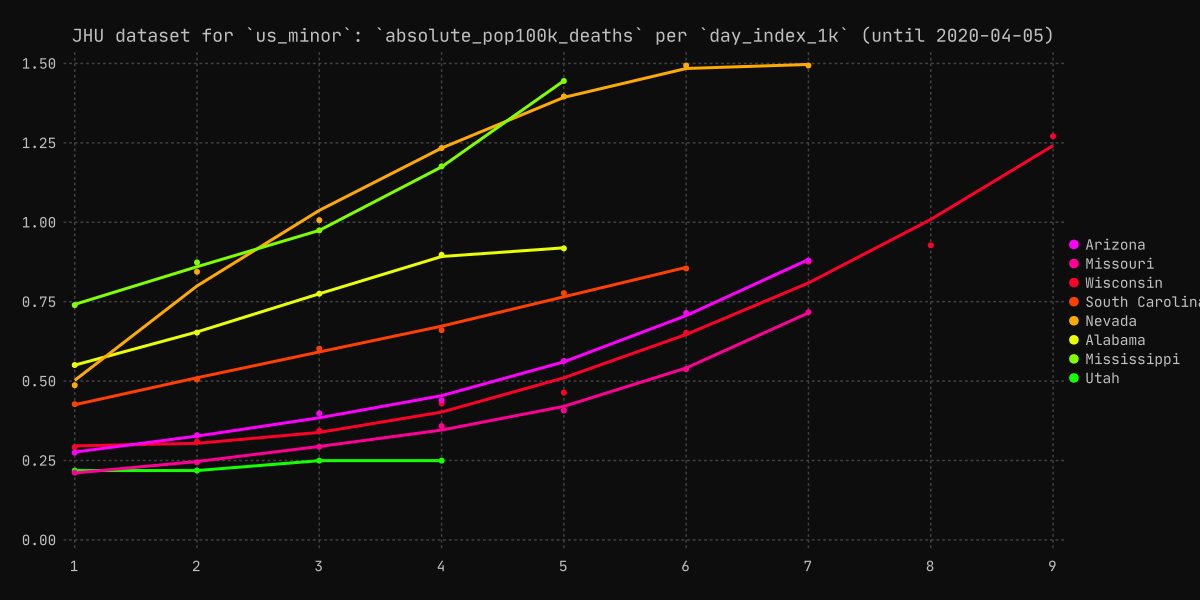 JHU dataset for `us_minor`: `absolute_pop100k_deaths` per `day_index_1k` (until 2020-04-05)
1.50
1.25
1.00
0.75
0.50
0.25
0.00
1 2 3 4 5 6 7 8 9
Arizona
Missouri
Wisconsin
South Carolina
Nevada
Alabama
Mississippi
Utah